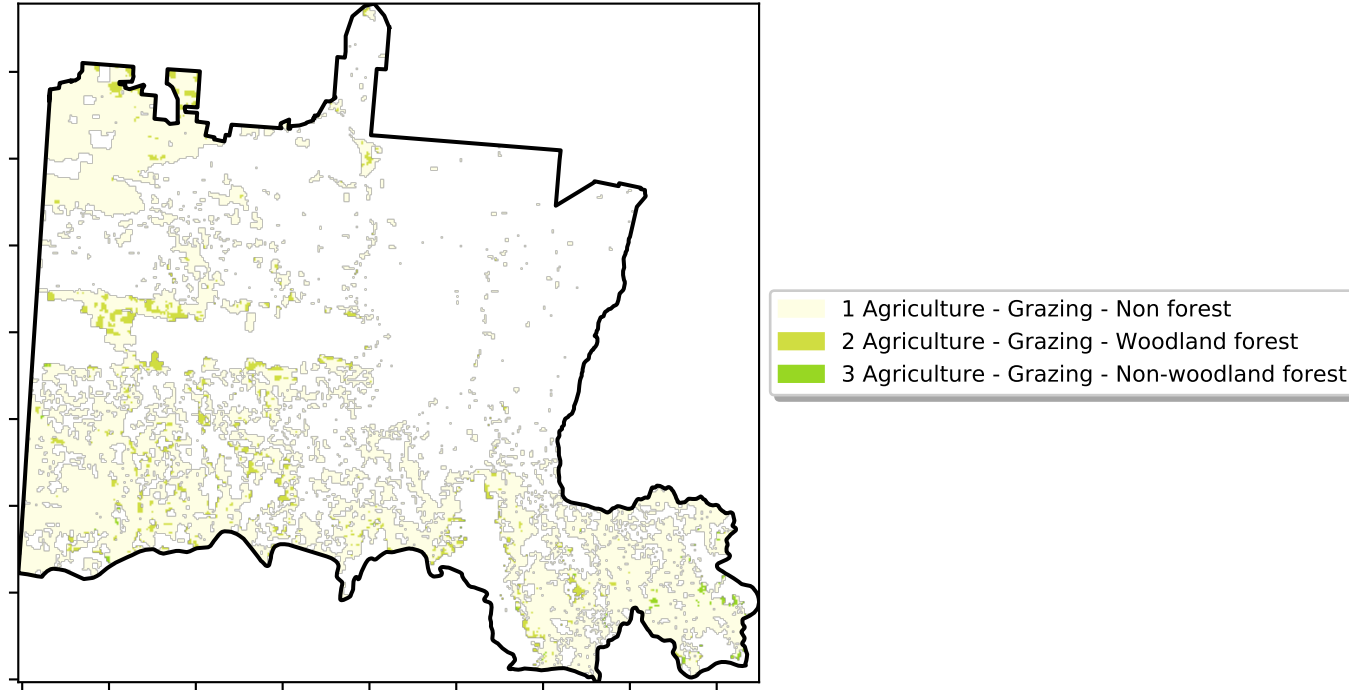 1 Agriculture - Grazing - Non forest
2 Agriculture - Grazing - Woodland forest
3 Agriculture - Grazing - Non-woodland forest